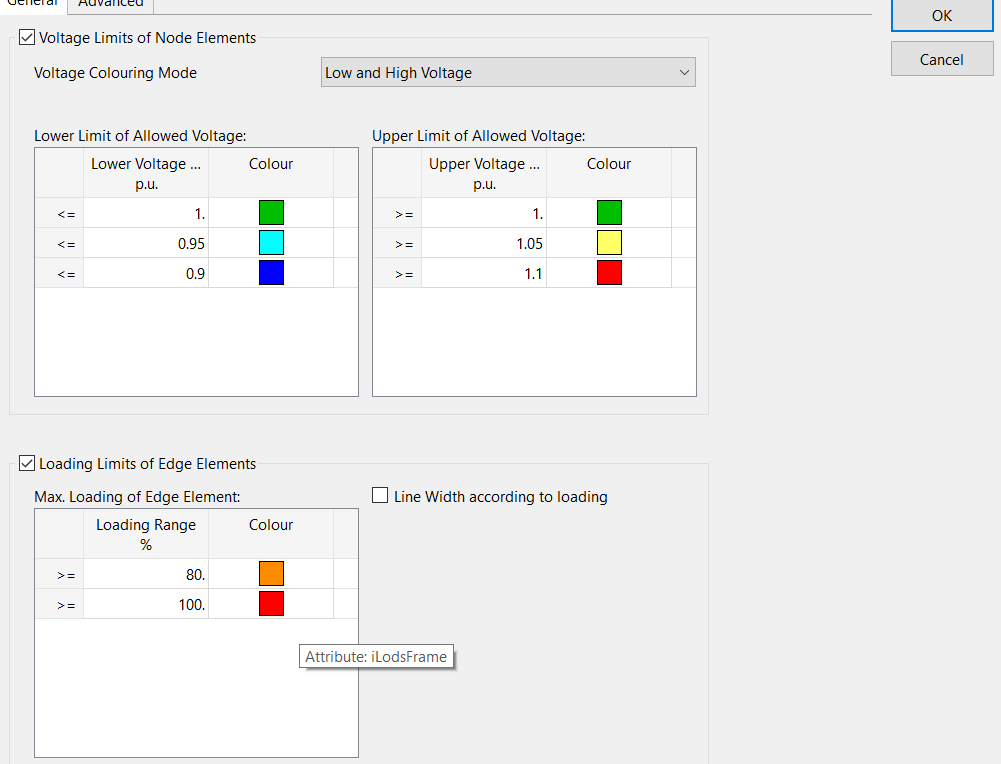 General Advanced
OK
Cancel
Voltage Limits of Node Elements
Voltage Colouring Mode Low and High Voltage
Lower Limit of Allowed Voltage: Upper Limit of Allowed Voltage:
Lower Voltage ... Colour Upper Voltage ... Colour
p.u. p.u.
<= 1. >= 1.
<= 0.95 >= 1.05
<= 0.9 >= 1.1
Loading Limits of Edge Elements
Max. Loading of Edge Element: Line Width according to loading
Loading Range Colour
%
>= 80.
>= 100.
Attribute: iLodsFrame